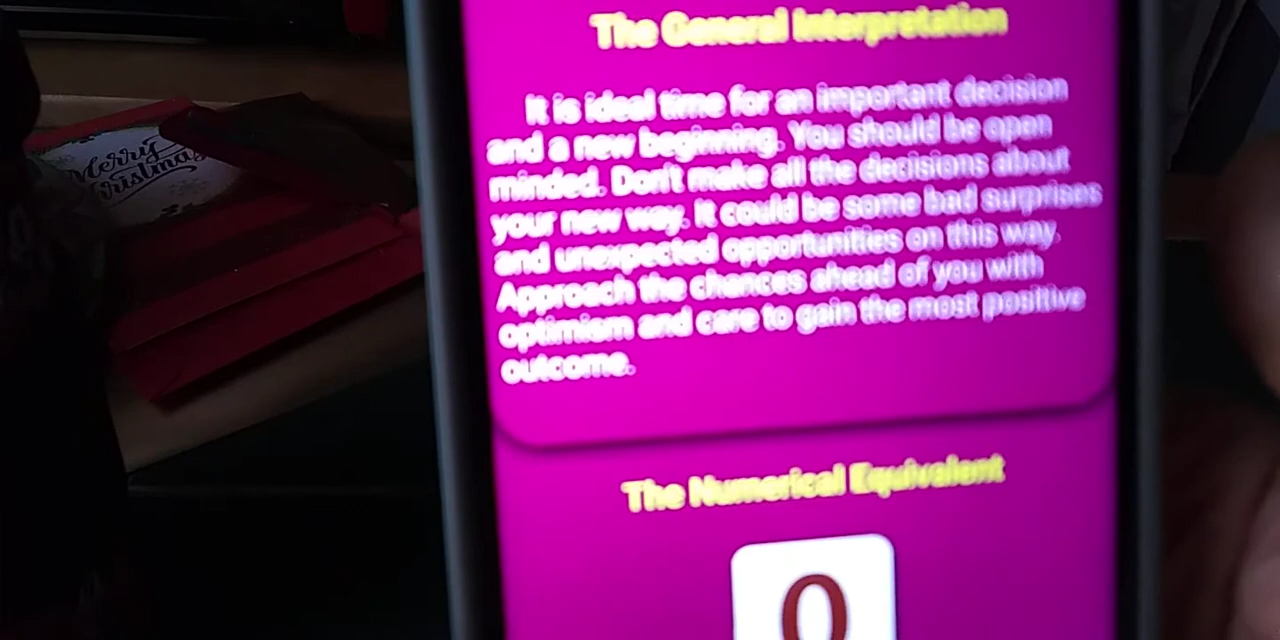 Merry
Christmas
The General Interpretation
It is ideal time for an important decision
and a new beginning. You should be open
minded. Don't make all the decisions about
your new way. It could be some bad surprises
and unexpected opportunities on this way.
Approach the chances ahead of you with
optimism and care to gain the most positive
outcome.
The Numerical Equivalent
0